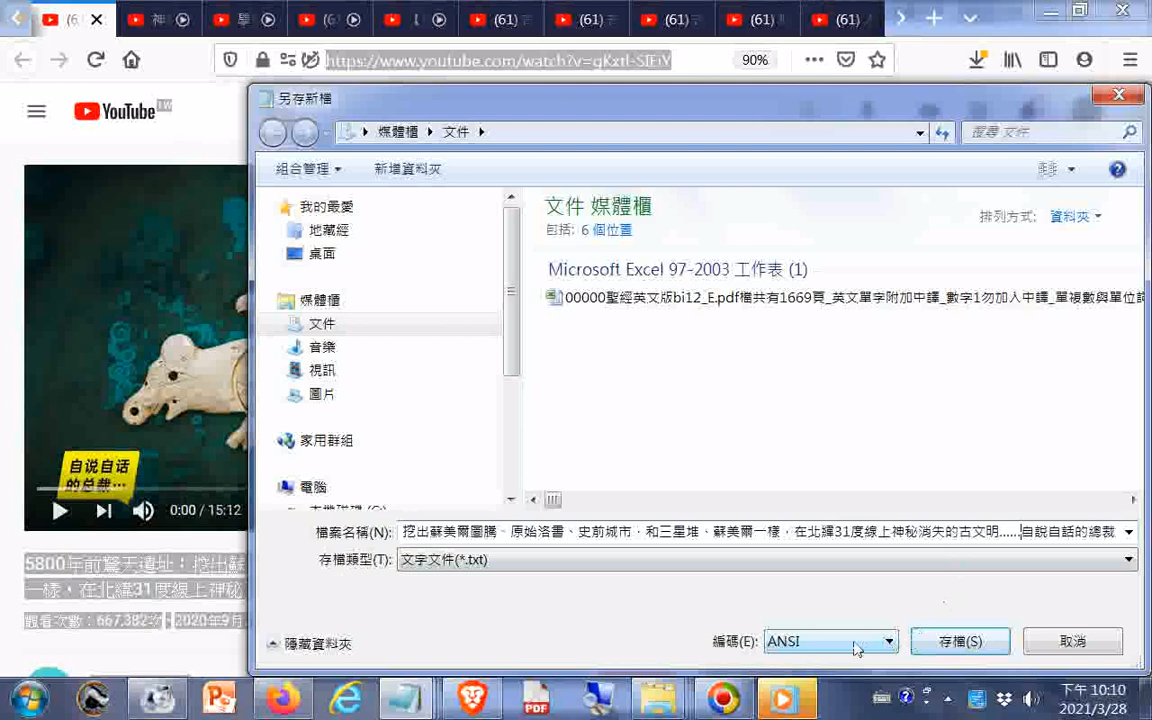 (61)
(61)
(61)
(61)
(61)
https://www.youtube.com/watch?v=gKxtl-SIFiY
90%
YouTube TW
另存新檔
媒體櫃
文件
搜尋 文件
組合管理
新增資料夾
我的最愛
地藏經
桌面
媒體櫃
文件
音樂
視訊
圖片
家用群組
電腦
文件 媒體櫃
包括: 6 個位置
排列方式: 資料夾
Microsoft Excel 97-2003 工作表 (1)
00000聖經英文版bi12_E.pdf檔共有1669頁_英文單字附加中譯_數字1勿加入中譯_單複數與單位
自说自话
的总裁
0:00 / 15:12
檔案名稱(N):
挖出蘇美爾圖騰、原始洛書、史前城市，和三星堆、蘇美爾一樣，在北緯31度線上神秘消失的古文明......自說自話的總裁
存檔類型(T):
文字文件(*.txt)
5800年前驚天遺址：挖出蘇
一樣，在北緯31度線上神秘
觀看次數：667,382次 • 2020年9月
隱藏資料夾
編碼(E):
ANSI
存檔(S)
取消
PDF
下午 10:10
2021/3/28